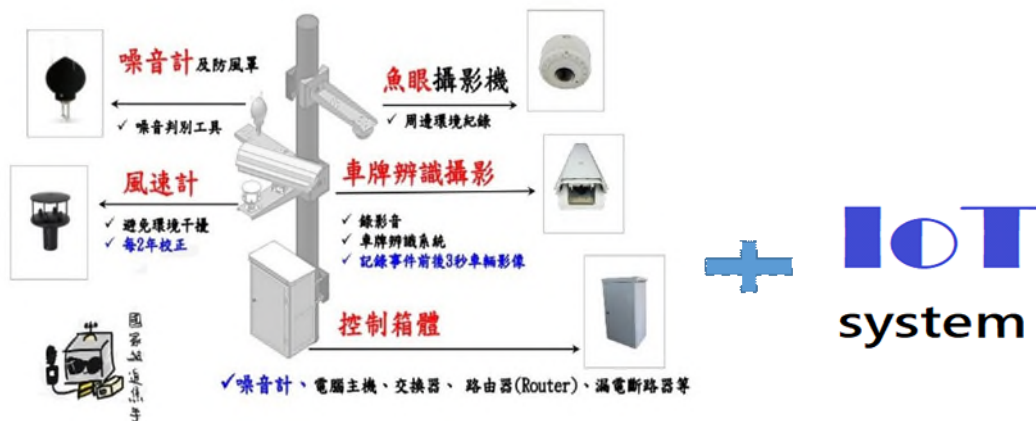 噪音計及防風罩
✓ 噪音判別工具
魚眼攝影機
✓ 周邊環境紀錄
風速計
✓ 避免環境干擾
✓ 每2年校正
車牌辨識攝影
✓ 錄影音
✓ 車牌辨識系統
✓ 記錄事件前後3秒車輛影像
控制箱體
✓噪音計、電腦主機、交換器、路由器(Router)、漏電斷路器等
IoT
system